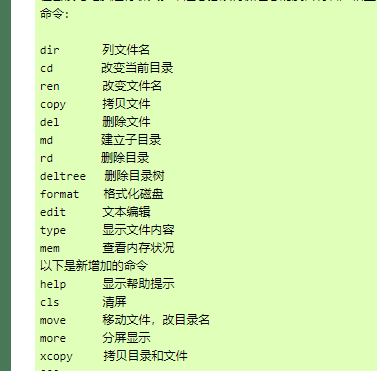 命令:
dir 列文件名
cd 改变当前目录
ren 改变文件名
copy 拷贝文件
del 删除文件
md 建立子目录
rd 删除目录
deltree 删除目录树
format 格式化磁盘
edit 文本编辑
type 显示文件内容
mem 查看内存状况
以下是新增加的命令
help 显示帮助提示
cls 清屏
move 移动文件，改目录名
more 分屏显示
xcopy 拷贝目录和文件